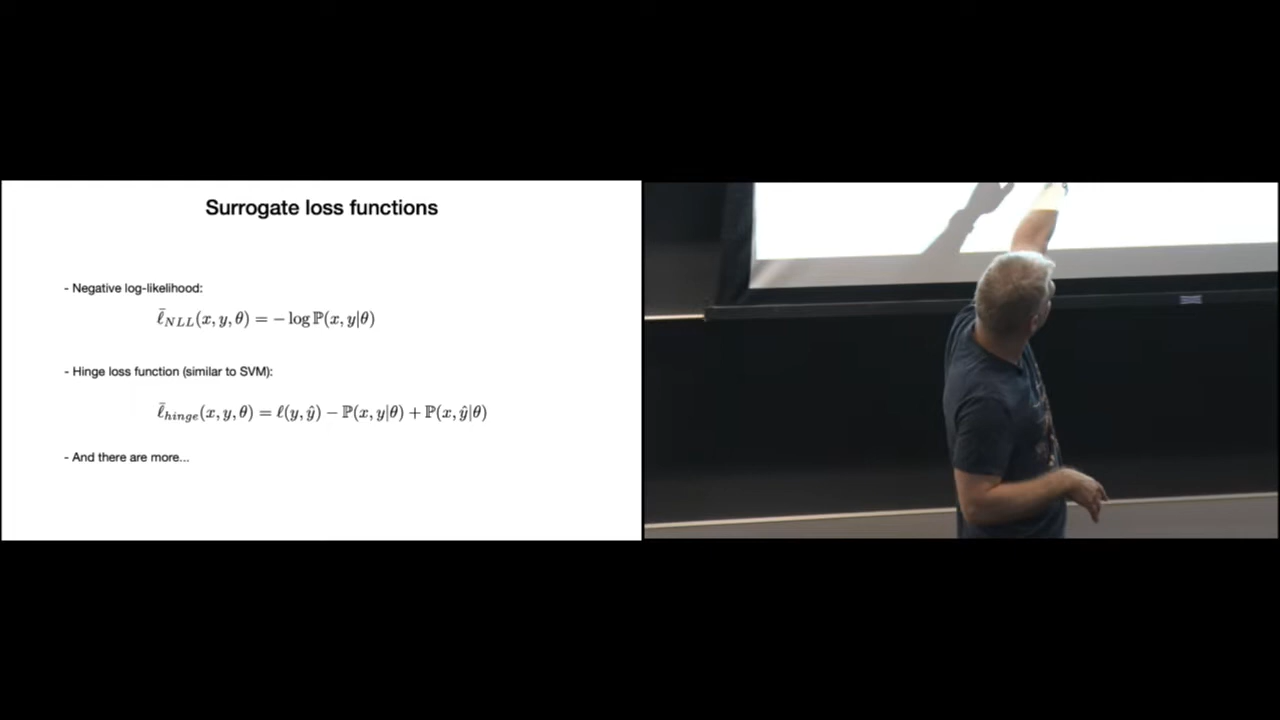 Surrogate loss functions
- Negative log-likelihood:
ℓ̄_{NLL}(x, y, θ) = − log ℙ(x, y|θ)
- Hinge loss function (similar to SVM):
ℓ̄_{hinge}(x, y, θ) = ℓ(y, ŷ) − ℙ(x, y|θ) + ℙ(x, ŷ|θ)
- And there are more...